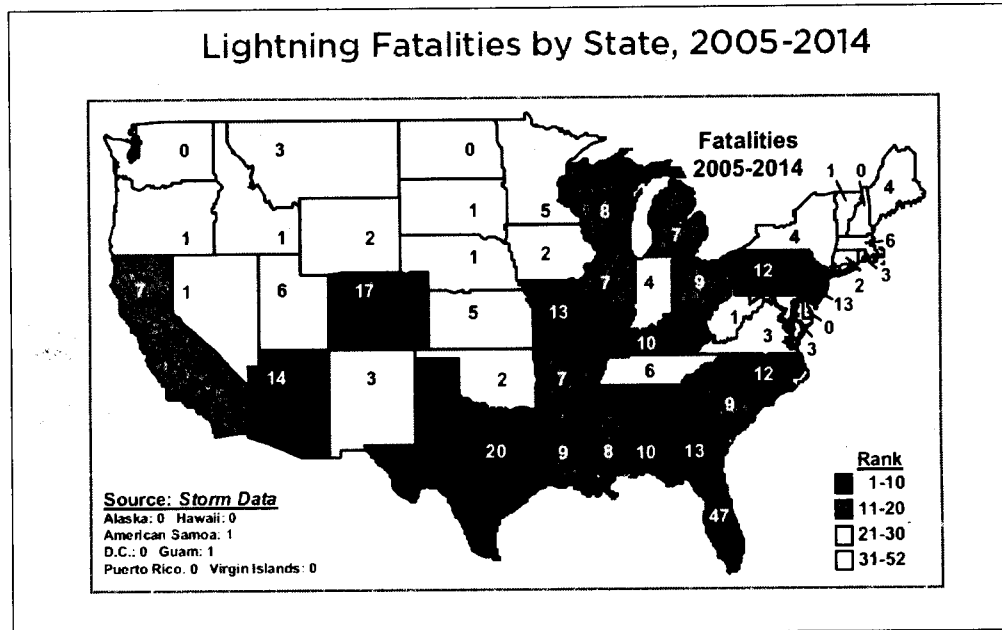 Lightning Fatalities by State, 2005-2014
Fatalities
2005-2014
0 3 0 1 0 4
1 1 2 1 5 8 7 4 6
1 2 3
7 1 6 17 5 13 7 4 9 12 2 13
10 1 3 0 3
14 3 2 7 6 12
9
20 9 8 10 13
47
Rank
1-10
11-20
21-30
31-52
Source: Storm Data
Alaska: 0 Hawaii: 0
American Samoa: 1
D.C.: 0 Guam: 1
Puerto Rico. 0 Virgin Islands: 0